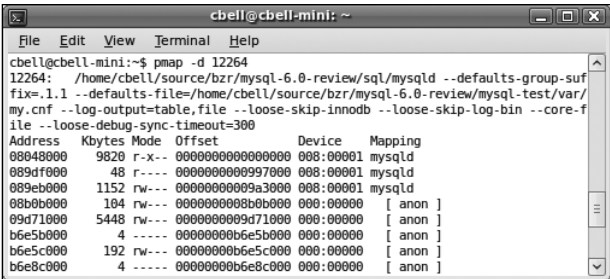 cbell@cbell-mini: ~
File Edit View Terminal Help
cbell@cbell-mini:~$ pmap -d 12264
12264:   /home/cbell/source/bzr/mysql-6.0-review/sql/mysqld --defaults-group-suf
fix=.1.1 --defaults-file=/home/cbell/source/bzr/mysql-6.0-review/mysql-test/var/
my.cnf --log-output=table,file --loose-skip-innodb --loose-skip-log-bin --core-f
ile --loose-debug-sync-timeout=300
Address   Kbytes Mode  Offset           Device    Mapping
08048000    9820 r-x-- 0000000000000000 008:00001 mysqld
089df000      48 r---- 0000000000997000 008:00001 mysqld
089eb000    1152 rw--- 00000000009a3000 008:00001 mysqld
08b0b000     104 rw--- 0000000008b0b000 000:00000   [ anon ]
09d71000    5448 rw--- 0000000009d71000 000:00000   [ anon ]
b6e5b000       4 ----- 00000000b6e5b000 000:00000   [ anon ]
b6e5c000     192 rw--- 00000000b6e5c000 000:00000   [ anon ]
b6e8c000       4 ----- 00000000b6e8c000 000:00000   [ anon ]